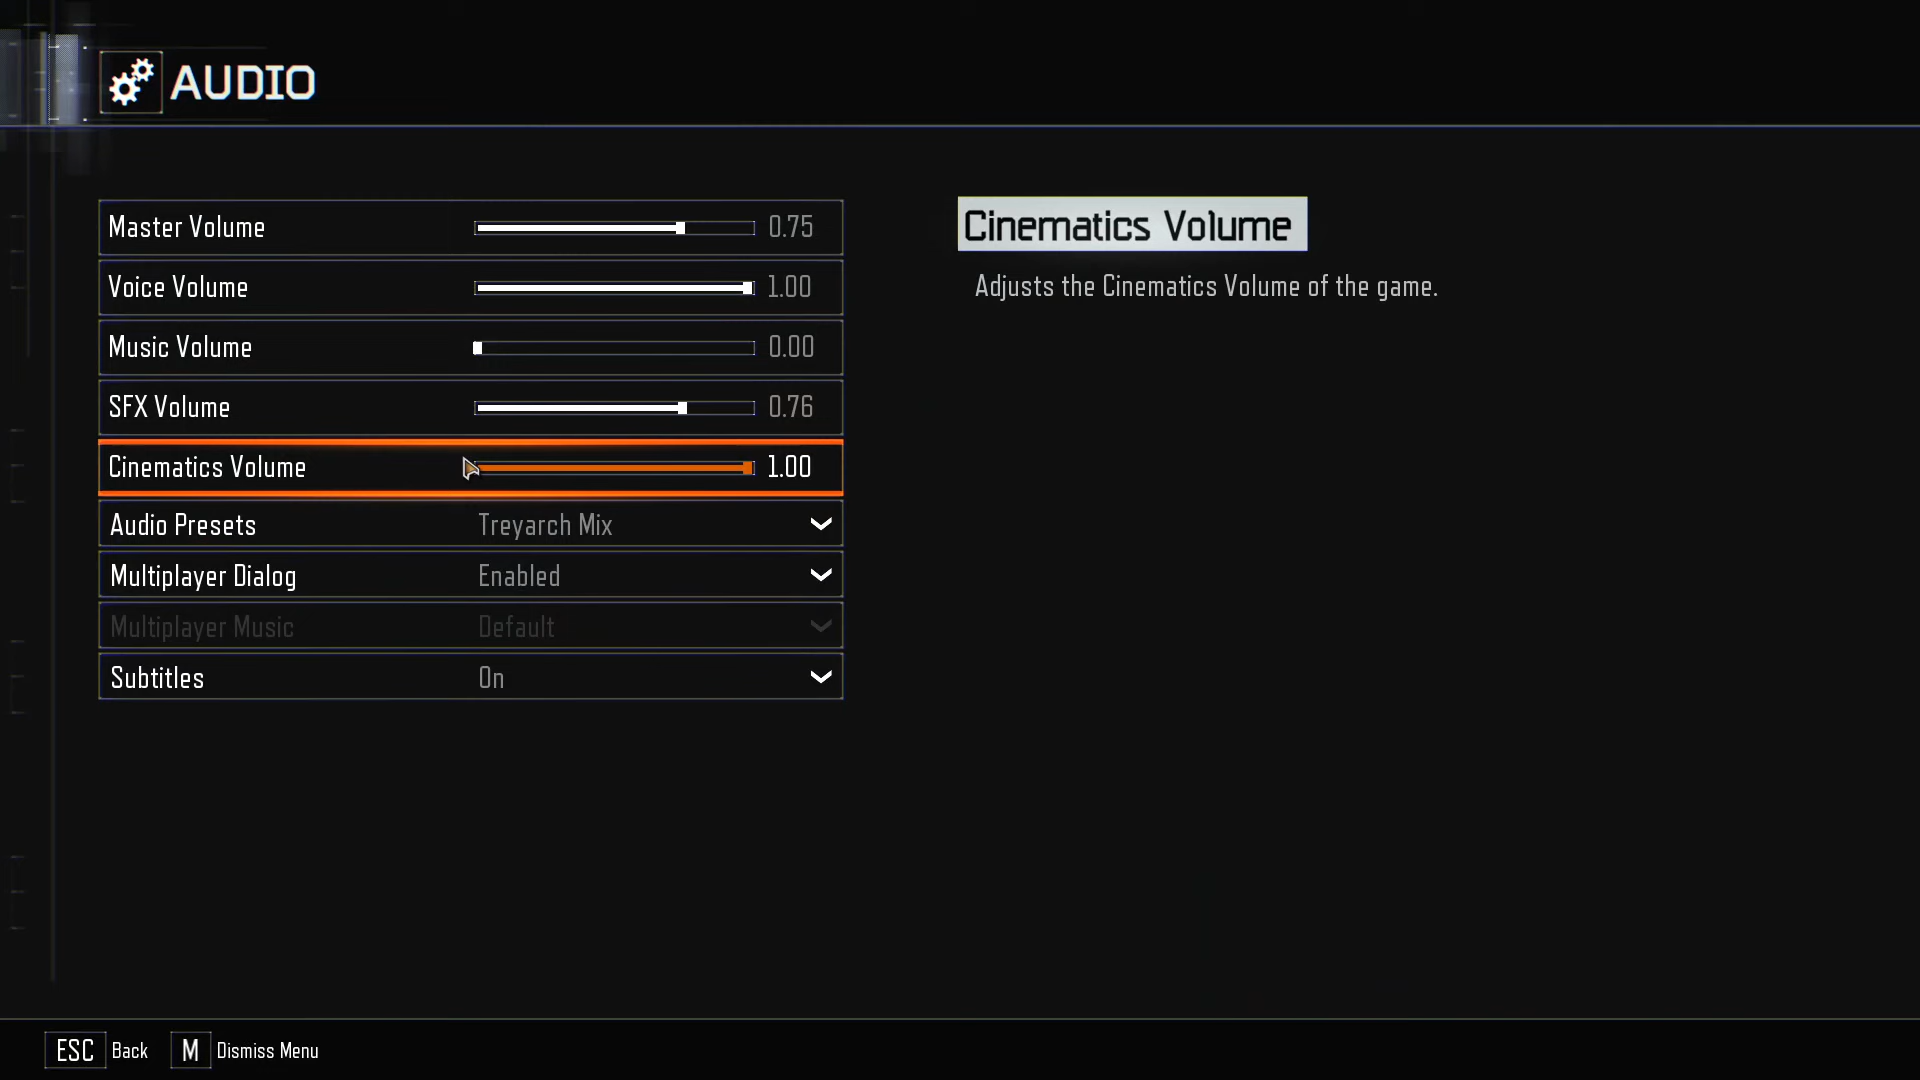 AUDIO
Master Volume 0.75
Voice Volume 1.00
Music Volume 0.00
SFX Volume 0.76
Cinematics Volume 1.00
Audio Presets Treyarch Mix
Multiplayer Dialog Enabled
Multiplayer Music Default
Subtitles On
Cinematics Volume
Adjusts the Cinematics Volume of the game.
ESC Back M Dismiss Menu